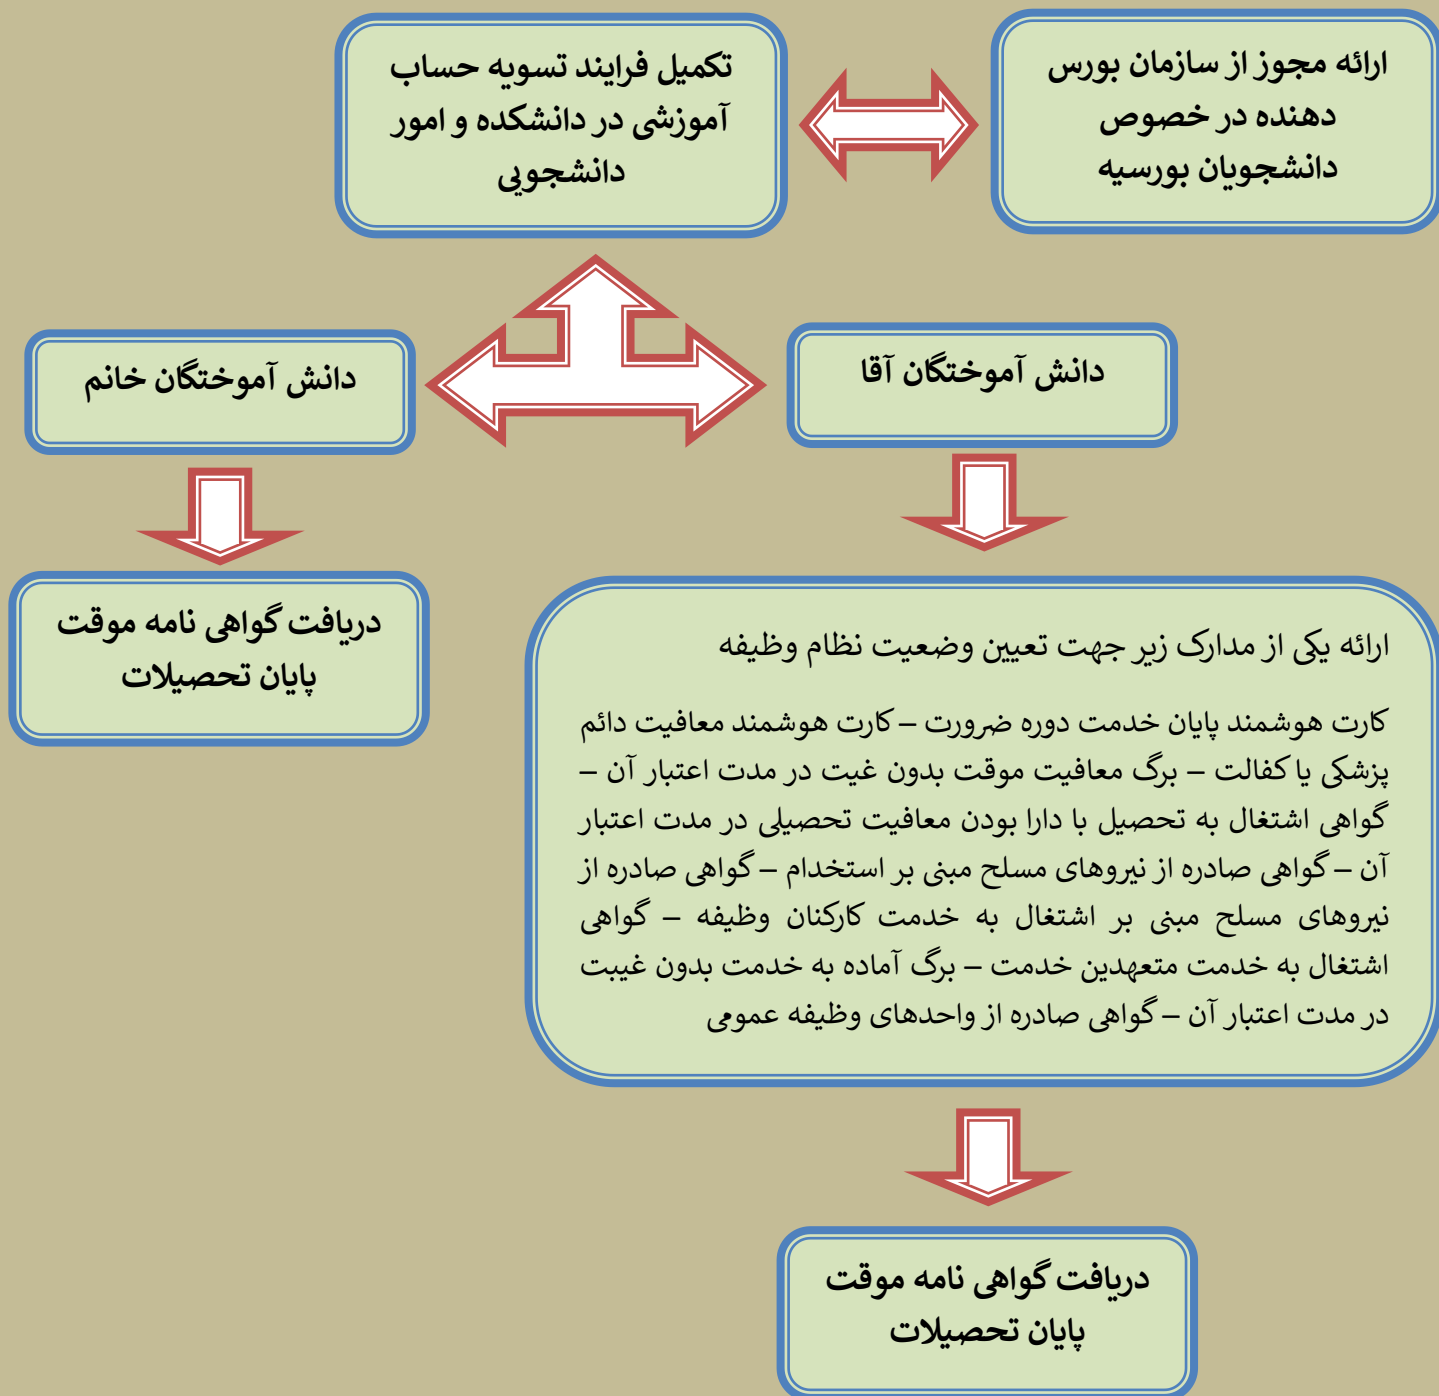 ارائه مجوز از سازمان بورس
دهنده در خصوص
دانشجویان بورسیه
تکمیل فرایند تسویه حساب
آموزشی در دانشکده و امور
دانشجویی
دانش آموختگان آقا
دانش آموختگان خانم
دریافت گواهی نامه موقت
پایان تحصیلات
ارائه یکی از مدارک زیر جهت تعیین وضعیت نظام وظیفه
کارت هوشمند پایان خدمت دوره ضرورت – کارت هوشمند معافیت دائم
پزشکی یا کفالت – برگ معافیت موقت بدون غیت در مدت اعتبار آن –
گواهی اشتغال به تحصیل با دارا بودن معافیت تحصیلی در مدت اعتبار
آن – گواهی صادره از نیروهای مسلح مبنی بر استخدام – گواهی صادره از
نیروهای مسلح مبنی بر اشتغال به خدمت کارکنان وظیفه – گواهی
اشتغال به خدمت متعهدین خدمت – برگ آماده به خدمت بدون غیبت
در مدت اعتبار آن – گواهی صادره از واحدهای وظیفه عمومی
دریافت گواهی نامه موقت
پایان تحصیلات